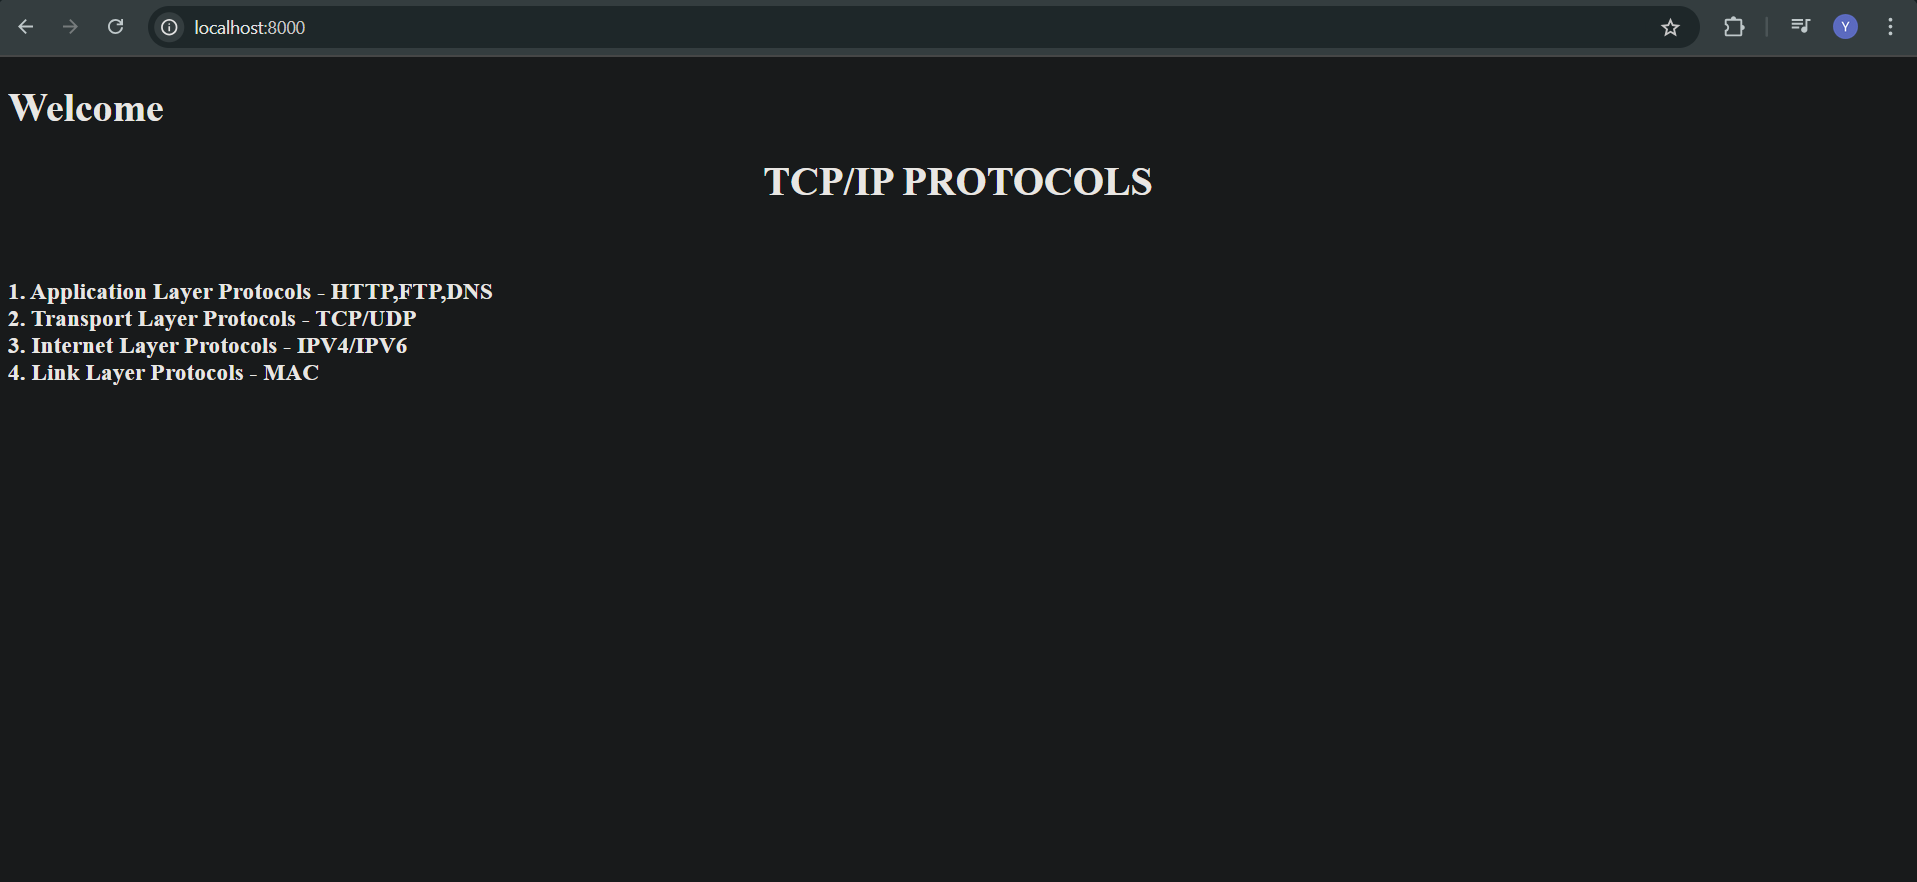 localhost:8000
Y
Welcome
TCP/IP PROTOCOLS
1. Application Layer Protocols - HTTP,FTP,DNS
2. Transport Layer Protocols - TCP/UDP
3. Internet Layer Protocols - IPV4/IPV6
4. Link Layer Protocols - MAC